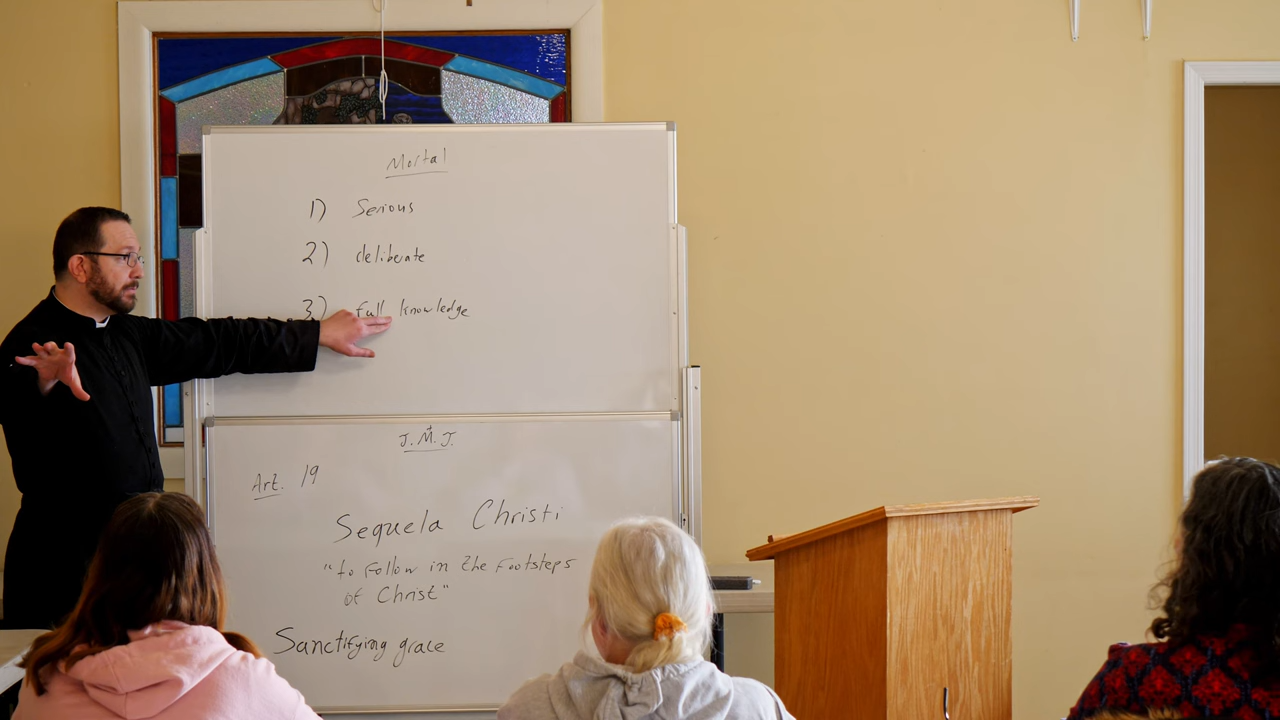 Mortal
1) Serious
2) deliberate
3) full knowledge
J.M.J.
Art. 19
Sequela Christi
"to follow in the footsteps
of Christ"
Sanctifying grace